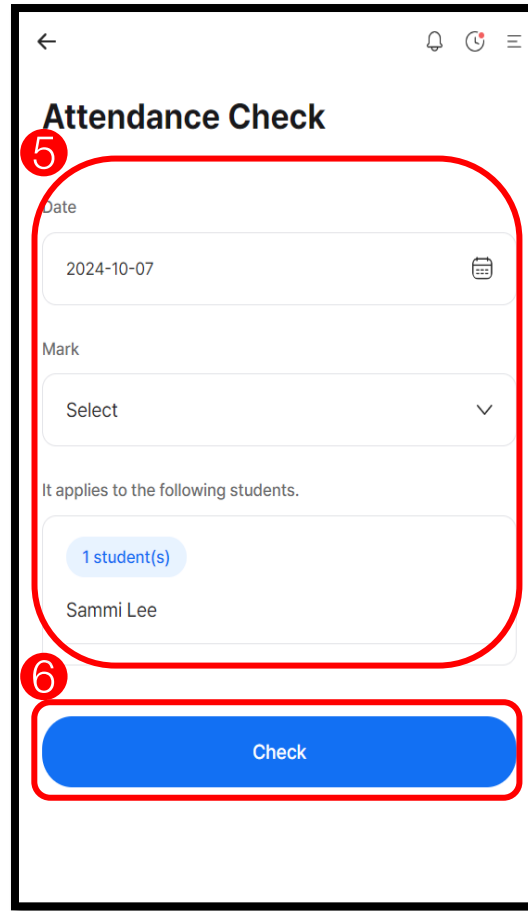 Attendance Check
5
Date
2024-10-07
Mark
Select
It applies to the following students.
1 student(s)
Sammi Lee
6
Check